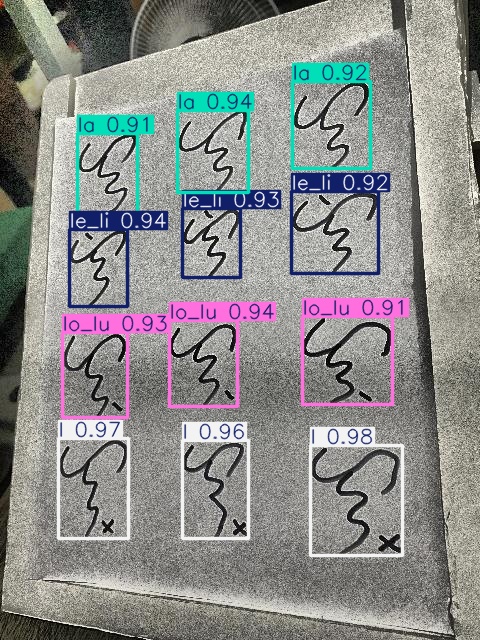 la 0.91 la 0.94 la 0.92
ᜎ ᜎ ᜎ
le_li 0.94 le_li 0.93 le_li 0.92
ᜎᜒ ᜎᜒ ᜎᜒ
lo_lu 0.93 lo_lu 0.94 lo_lu 0.91
ᜎᜓ ᜎᜓ ᜎᜓ
l 0.97 l 0.96 l 0.98
ᜎ᜔ ᜎ᜔ ᜎ᜔